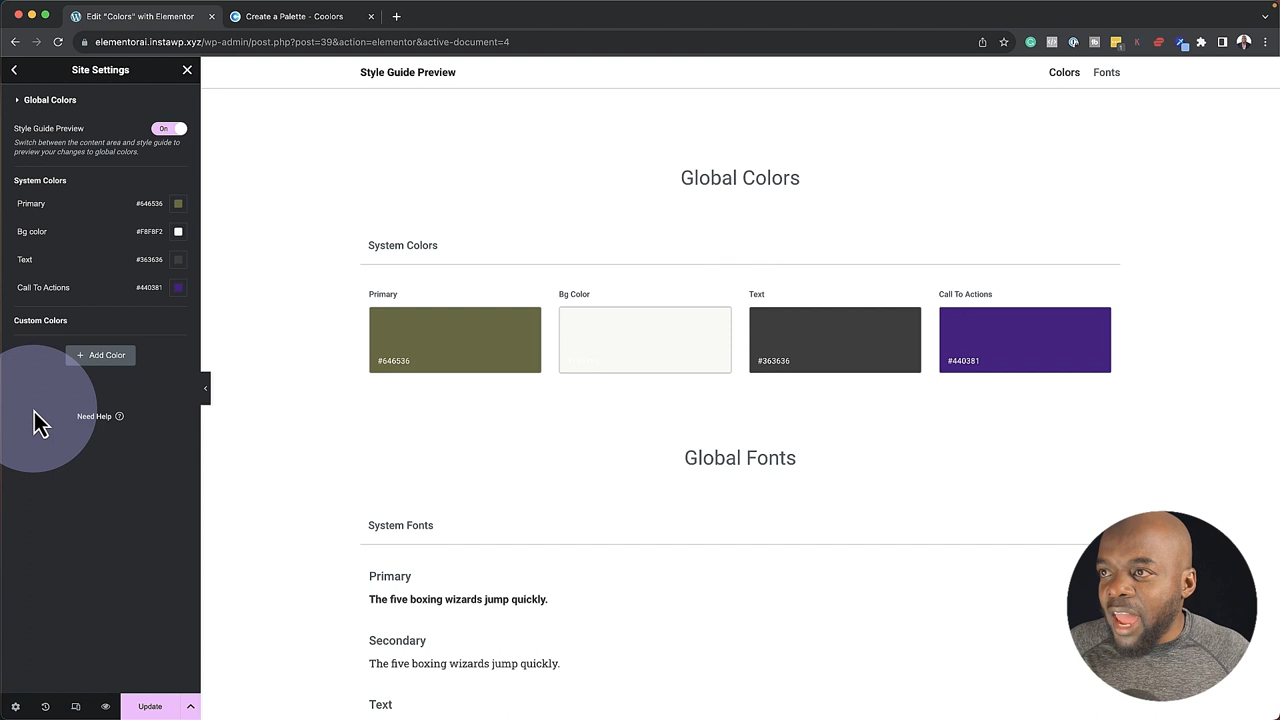 Edit "Colors" with Elementor
Create a Palette - Coolors
elementorai.instawp.xyz/wp-admin/post.php?post=39&action=elementor&active-document=4
Site Settings
Global Colors
Style Guide Preview
On
Switch between the content area and style guide to
preview your changes to global colors.
System Colors
Primary #646536
Bg color #F8F8F2
Text #363636
Call To Actions #440381
Custom Colors
+ Add Color
Need Help
Update
Style Guide Preview
Colors Fonts
Global Colors
System Colors
Primary Bg Color Text Call To Actions
#646536 #363636 #440381
Global Fonts
System Fonts
Primary
The five boxing wizards jump quickly.
Secondary
The five boxing wizards jump quickly.
Text